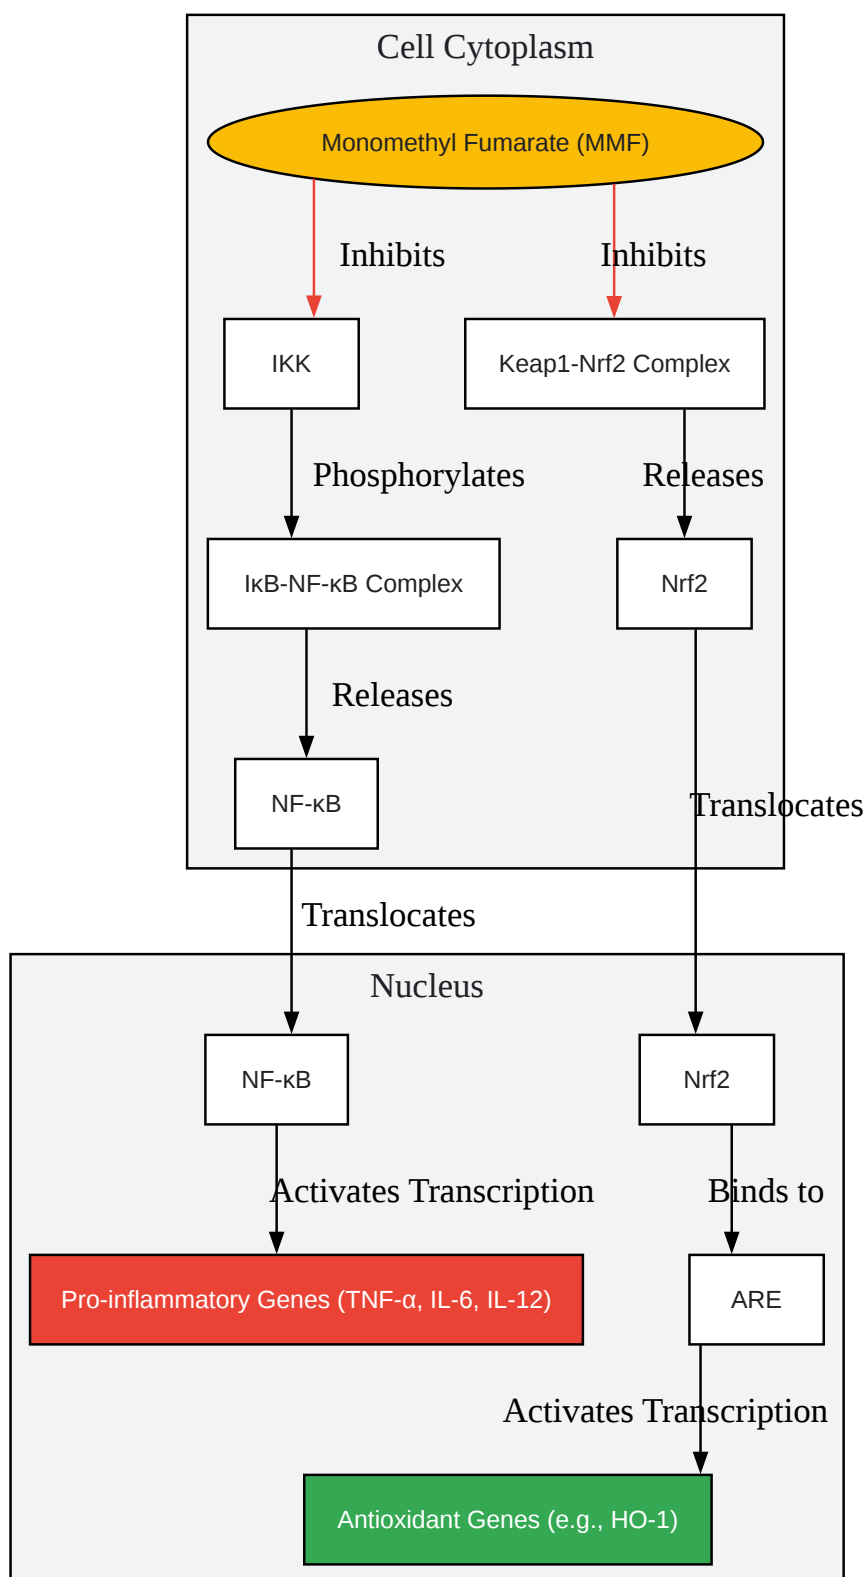 Cell Cytoplasm
Monomethyl Fumarate (MMF)
Inhibits
Inhibits
IKK
Keap1-Nrf2 Complex
Phosphorylates
Releases
IκB-NF-κB Complex
Nrf2
Releases
NF-κB
Translocates
Translocates
Nucleus
NF-κB
Nrf2
Activates Transcription
Binds to
Pro-inflammatory Genes (TNF-α, IL-6, IL-12)
ARE
Activates Transcription
Antioxidant Genes (e.g., HO-1)